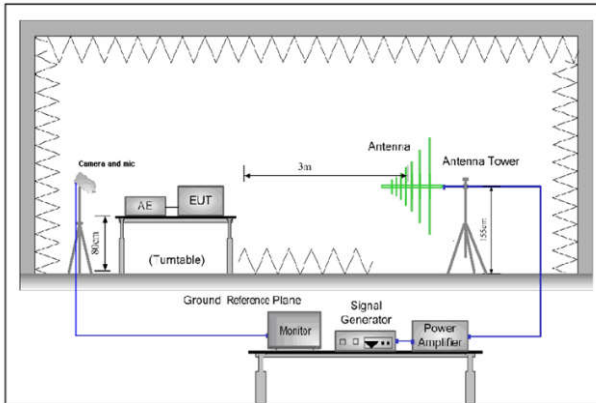 Antenna
3m
Antenna Tower
Camera and mic
AE
EUT
80cm
155cm
(Turntable)
Ground Reference Plane
Signal
Generator
Monitor
Power
Amplifier